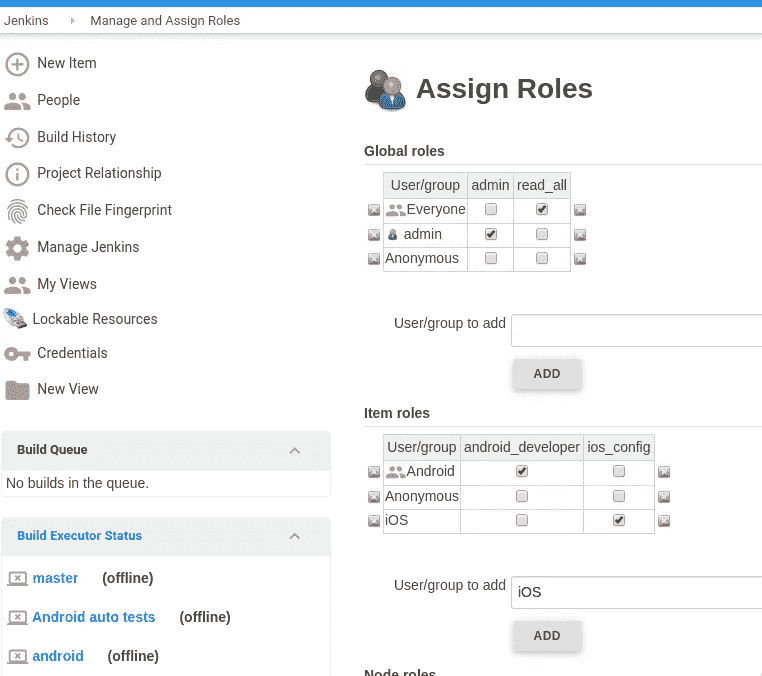 Jenkins Manage and Assign Roles
New Item
People
Build History
Project Relationship
Check File Fingerprint
Manage Jenkins
My Views
Lockable Resources
Credentials
New View
Build Queue
No builds in the queue.
Build Executor Status
master (offline)
Android auto tests (offline)
android (offline)
Assign Roles
Global roles
User/group admin read_all
Everyone
admin
Anonymous
User/group to add
ADD
Item roles
User/group android_developer ios_config
Android
Anonymous
iOS
User/group to add iOS
ADD
Node roles